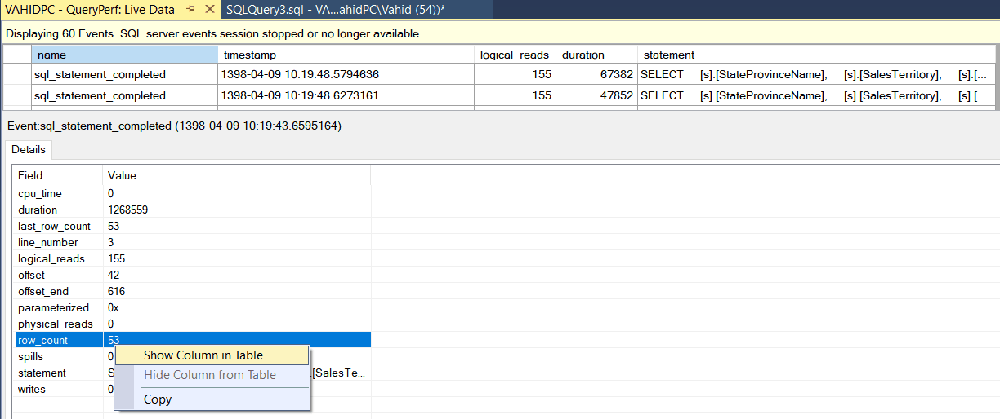 VAHIDPC - QueryPerf: Live Data SQLQuery3.sql - VA...ahidPC\Vahid (54))*
Displaying 60 Events. SQL server events session stopped or no longer available.
name timestamp logical_reads duration statement
sql_statement_completed 1398-04-09 10:19:48.5794636 155 67382 SELECT [s].[StateProvinceName], [s].[SalesTerritory], [s].[...
sql_statement_completed 1398-04-09 10:19:48.6273161 155 47852 SELECT [s].[StateProvinceName], [s].[SalesTerritory], [s].[...
Event:sql_statement_completed (1398-04-09 10:19:43.6595164)
Details
Field Value
cpu_time 0
duration 1268559
last_row_count 53
line_number 3
logical_reads 155
offset 42
offset_end 616
parameterized... 0x
physical_reads 0
row_count 53
spills 0
Show Column in Table
statement S .[SalesTe...
Hide Column from Table
writes 0
Copy